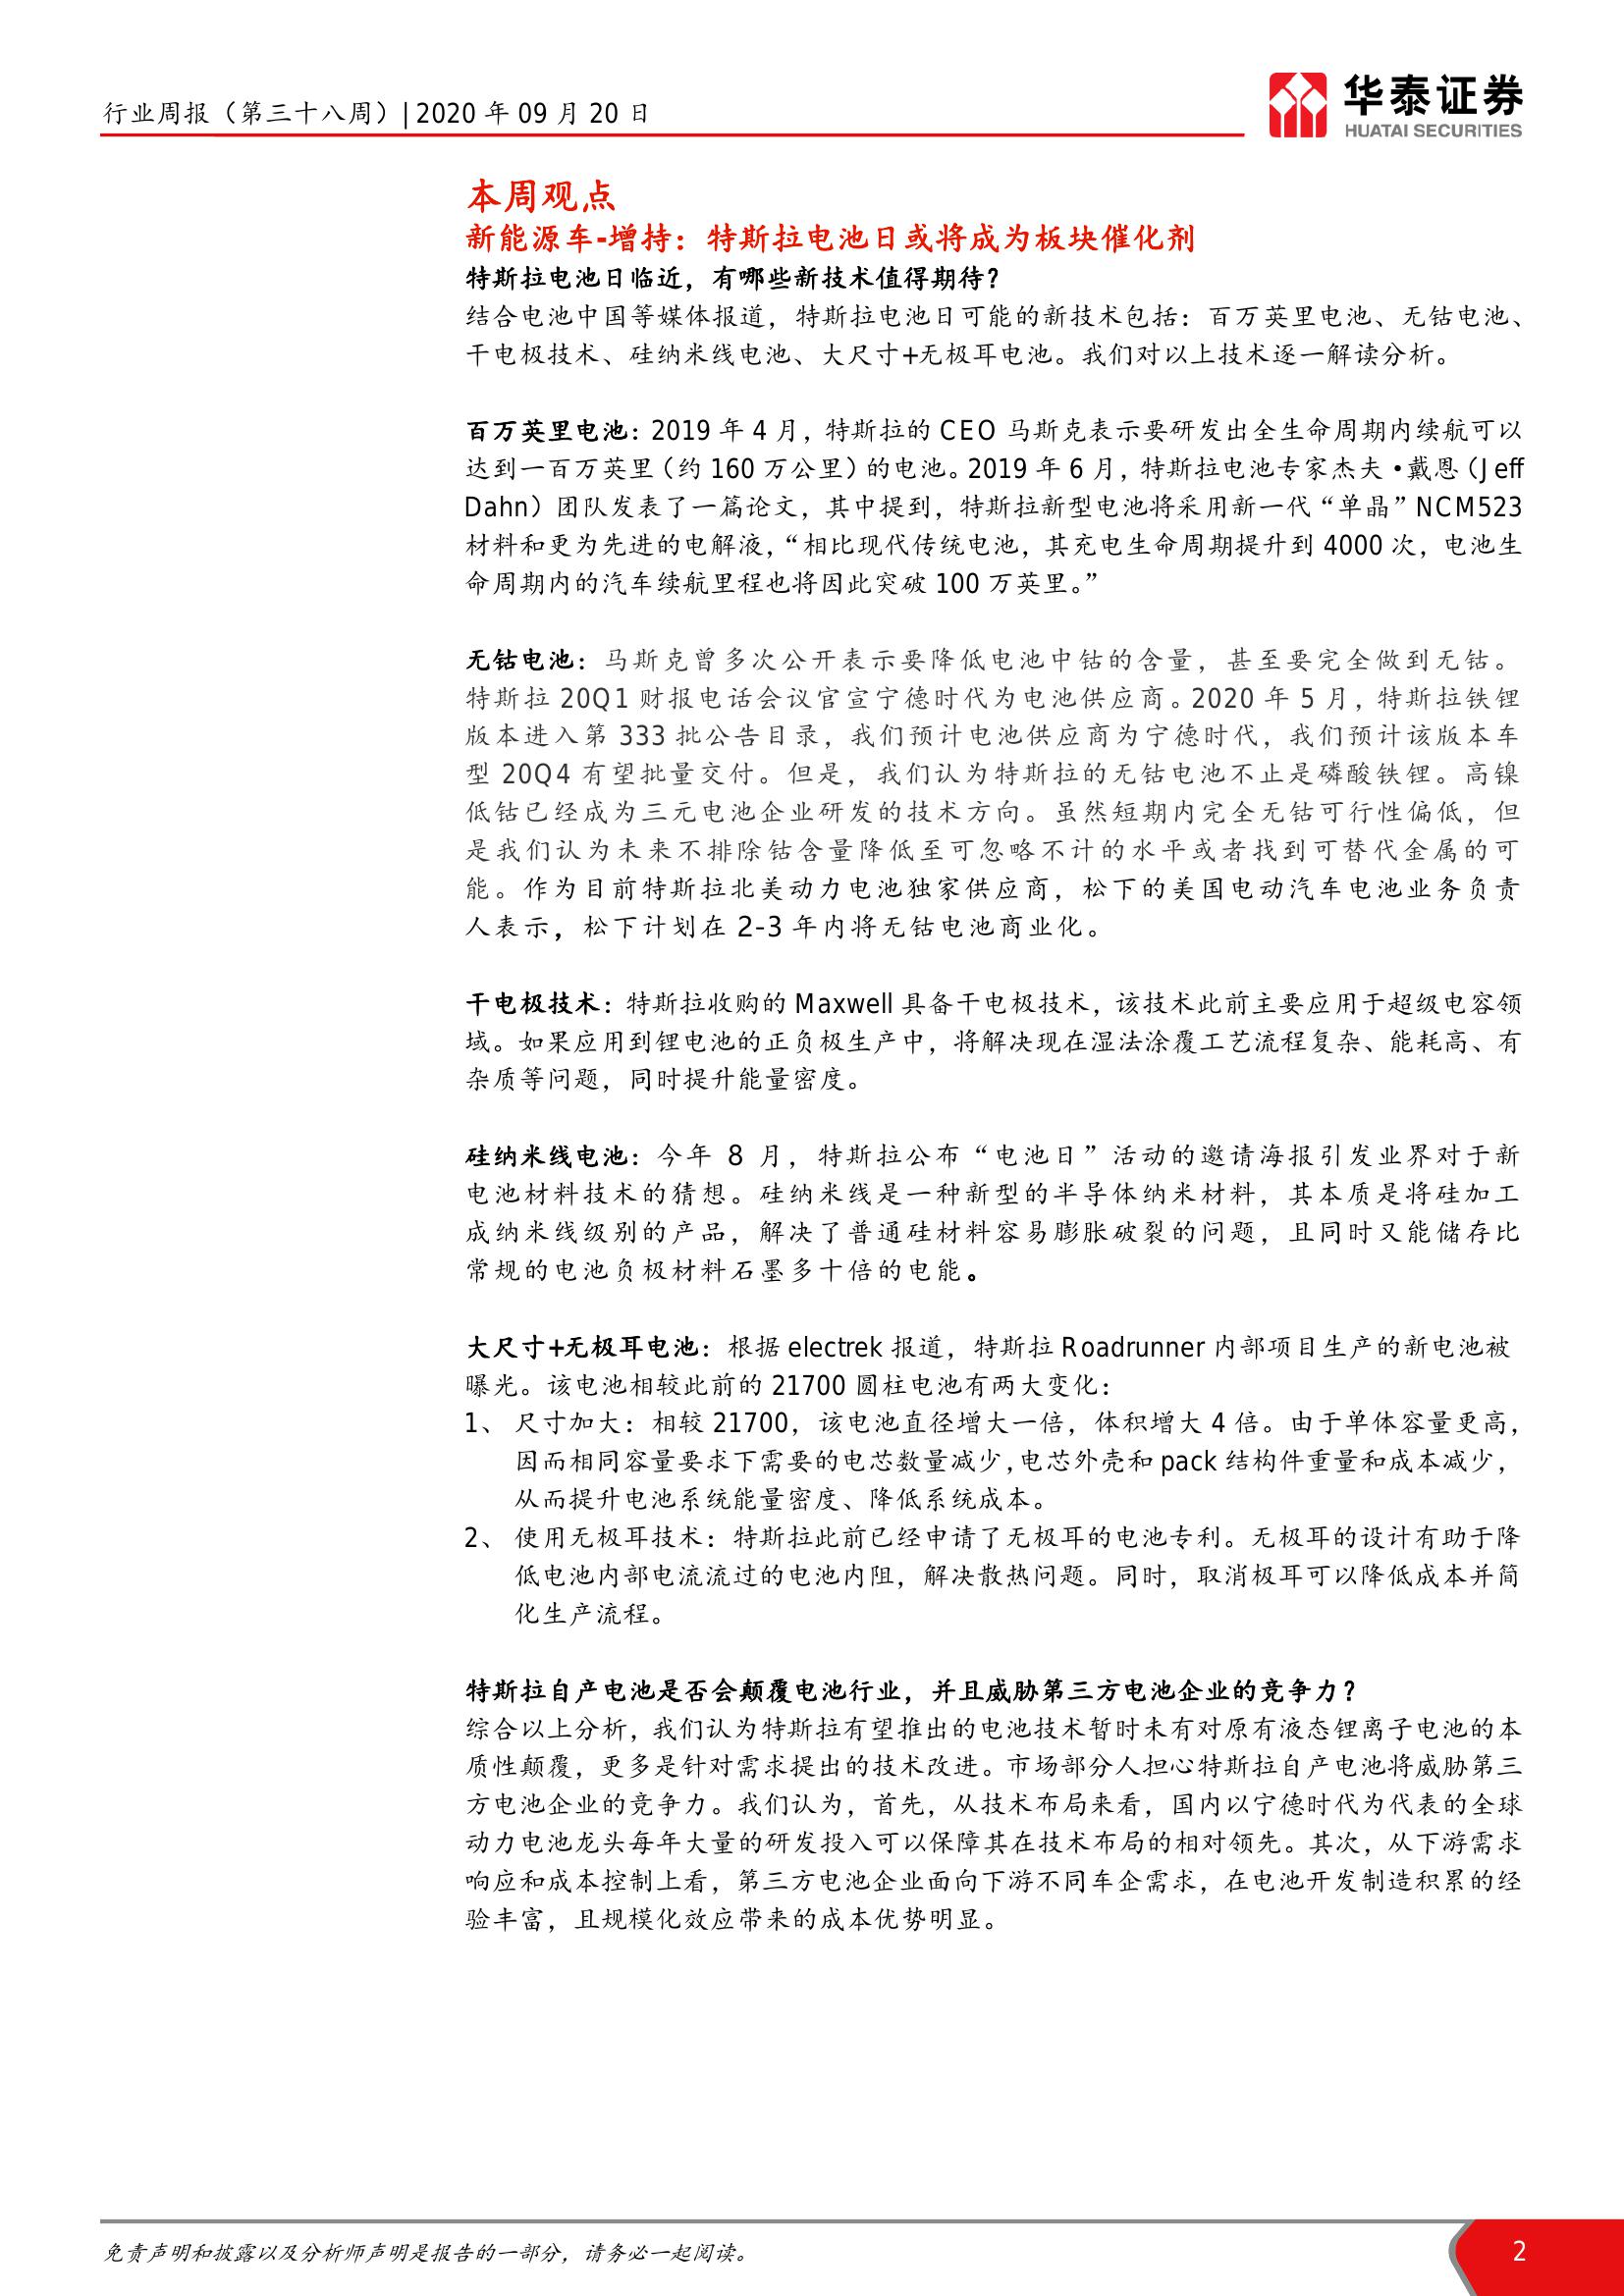 行业周报（第三十八周）| 2020 年 09 月 20 日
华泰证券
HUATAI SECURITIES
本周观点
新能源车-增持：特斯拉电池日或将成为板块催化剂
特斯拉电池日临近，有哪些新技术值得期待？
结合电池中国等媒体报道，特斯拉电池日可能的新技术包括：百万英里电池、无钴电池、
干电极技术、硅纳米线电池、大尺寸+无极耳电池。我们对以上技术逐一解读分析。
百万英里电池：2019 年 4 月，特斯拉的 CEO 马斯克表示要研发出全生命周期内续航可以
达到一百万英里（约 160 万公里）的电池。2019 年 6 月，特斯拉电池专家杰夫•戴恩（Jeff
Dahn）团队发表了一篇论文，其中提到，特斯拉新型电池将采用新一代“单晶”NCM523
材料和更为先进的电解液，“相比现代传统电池，其充电生命周期提升到 4000 次，电池生
命周期内的汽车续航里程也将因此突破 100 万英里。”
无钴电池：马斯克曾多次公开表示要降低电池中钴的含量，甚至要完全做到无钴。
特斯拉 20Q1 财报电话会议官宣宁德时代为电池供应商。2020 年 5 月，特斯拉铁锂
版本进入第 333 批公告目录，我们预计电池供应商为宁德时代，我们预计该版本车
型 20Q4 有望批量交付。但是，我们认为特斯拉的无钴电池不止是磷酸铁锂。高镍
低钴已经成为三元电池企业研发的技术方向。虽然短期内完全无钴可行性偏低，但
是我们认为未来不排除钴含量降低至可忽略不计的水平或者找到可替代金属的可
能。作为目前特斯拉北美动力电池独家供应商，松下的美国电动汽车电池业务负责
人表示，松下计划在 2-3 年内将无钴电池商业化。
干电极技术：特斯拉收购的 Maxwell 具备干电极技术，该技术此前主要应用于超级电容领
域。如果应用到锂电池的正负极生产中，将解决现在湿法涂覆工艺流程复杂、能耗高、有
杂质等问题，同时提升能量密度。
硅纳米线电池：今年 8 月，特斯拉公布“电池日”活动的邀请海报引发业界对于新
电池材料技术的猜想。硅纳米线是一种新型的半导体纳米材料，其本质是将硅加工
成纳米线级别的产品，解决了普通硅材料容易膨胀破裂的问题，且同时又能储存比
常规的电池负极材料石墨多十倍的电能。
大尺寸+无极耳电池：根据 electrek 报道，特斯拉 Roadrunner 内部项目生产的新电池被
曝光。该电池相较此前的 21700 圆柱电池有两大变化：
1、 尺寸加大：相较 21700，该电池直径增大一倍，体积增大 4 倍。由于单体容量更高，
因而相同容量要求下需要的电芯数量减少，电芯外壳和 pack 结构件重量和成本减少，
从而提升电池系统能量密度、降低系统成本。
2、 使用无极耳技术：特斯拉此前已经申请了无极耳的电池专利。无极耳的设计有助于降
低电池内部电流流过的电池内阻，解决散热问题。同时，取消极耳可以降低成本并简
化生产流程。
特斯拉自产电池是否会颠覆电池行业，并且威胁第三方电池企业的竞争力？
综合以上分析，我们认为特斯拉有望推出的电池技术暂时未有对原有液态锂离子电池的本
质性颠覆，更多是针对需求提出的技术改进。市场部分人担心特斯拉自产电池将威胁第三
方电池企业的竞争力。我们认为，首先，从技术布局来看，国内以宁德时代为代表的全球
动力电池龙头每年大量的研发投入可以保障其在技术布局的相对领先。其次，从下游需求
响应和成本控制上看，第三方电池企业面向下游不同车企需求，在电池开发制造积累的经
验丰富，且规模化效应带来的成本优势明显。
免责声明和披露以及分析师声明是报告的一部分，请务必一起阅读。
2